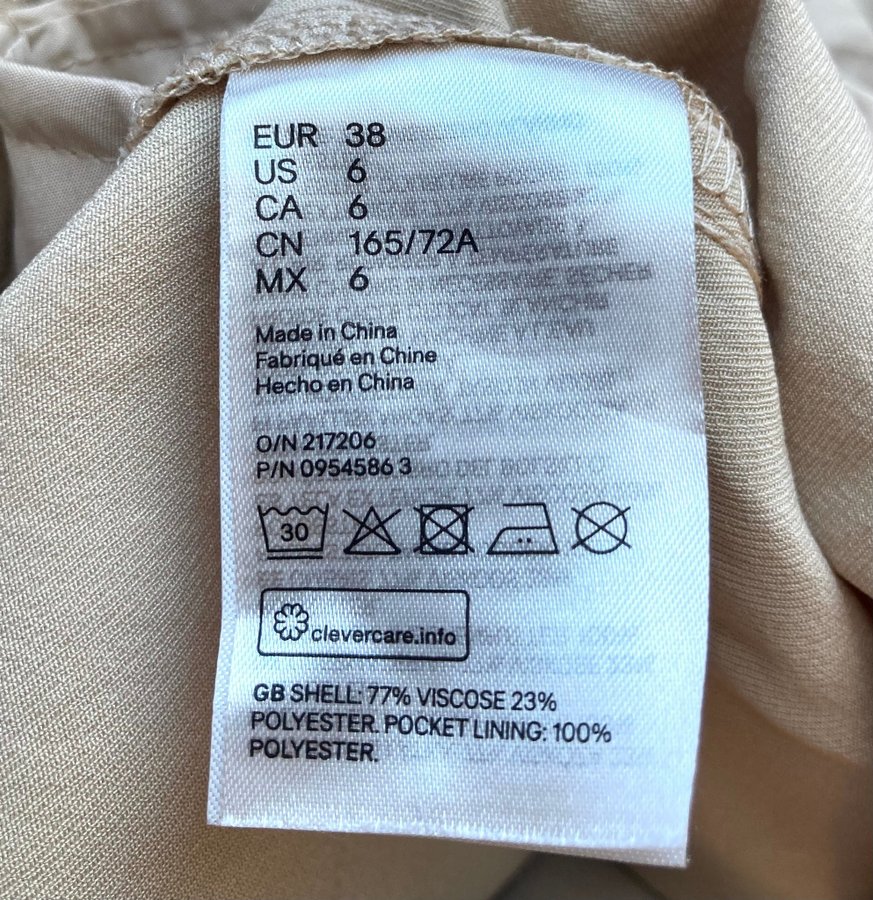 EUR 38
US 6
CA 6
CN 165/72A
MX 6
Made in China
Fabriqué en Chine
Hecho en China
O/N 217206
P/N 0954586 3
30
clevercare.info
GB SHELL: 77% VISCOSE 23%
POLYESTER. POCKET LINING: 100%
POLYESTER.